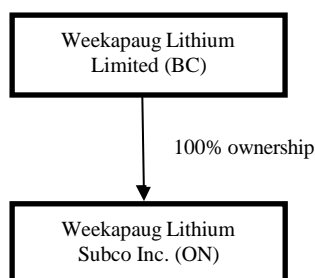 Weekapaug Lithium
Limited (BC)
100% ownership
Weekapaug Lithium
Subco Inc. (ON)